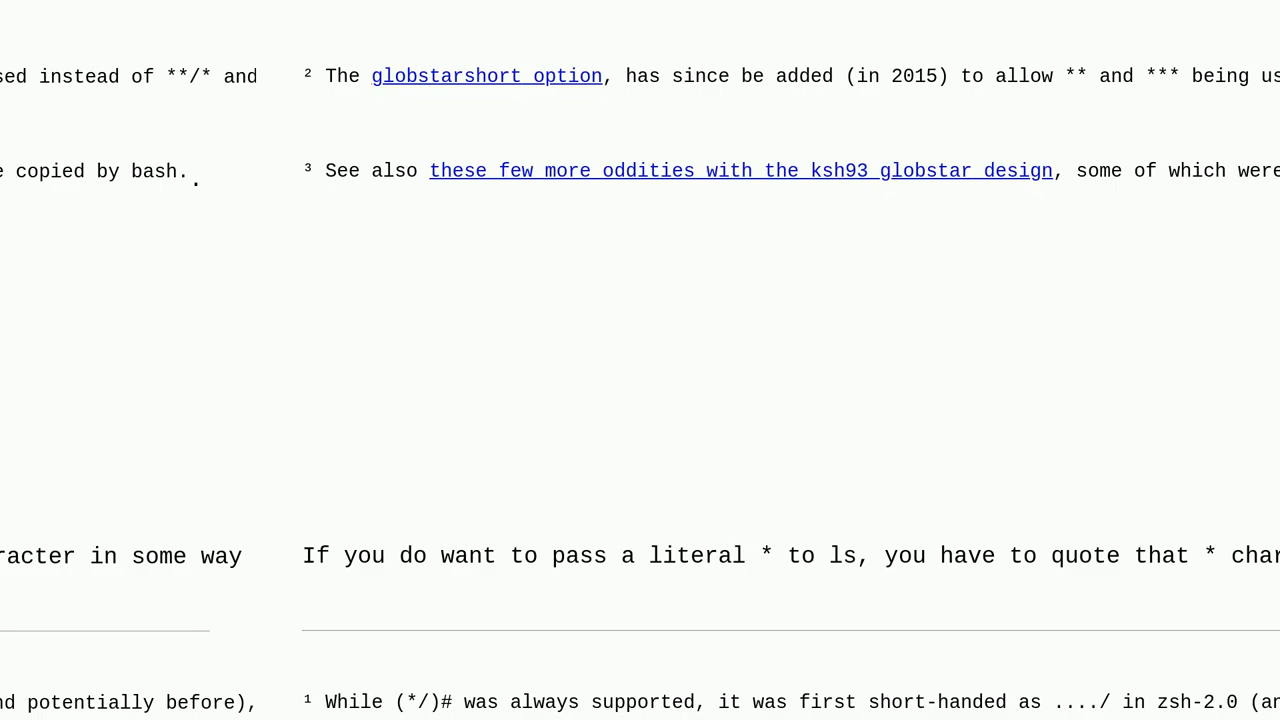 sed instead of **/* and
² The globstarshort option, has since be added (in 2015) to allow ** and *** being us
e copied by bash.
.
³ See also these few more oddities with the ksh93 globstar design, some of which were
racter in some way
If you do want to pass a literal * to ls, you have to quote that * char
nd potentially before),
¹ While (*/)# was always supported, it was first short-handed as ..../ in zsh-2.0 (an